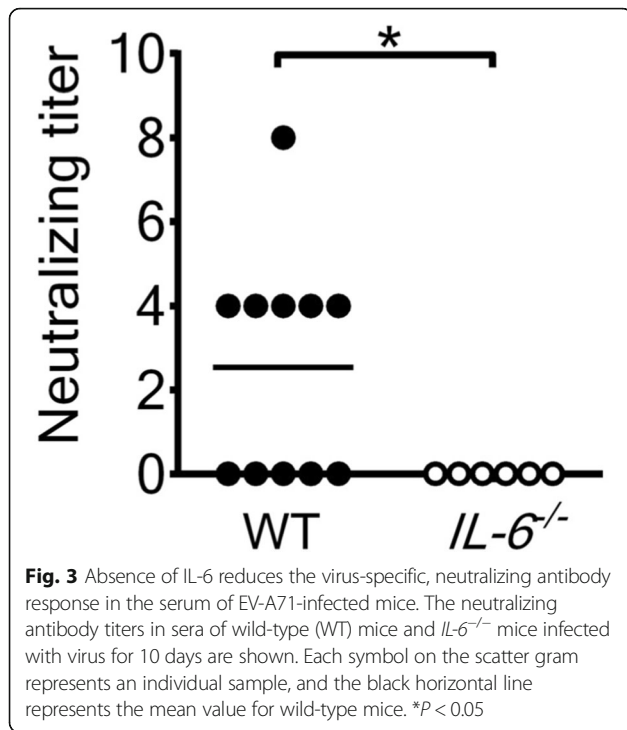 *
Neutralizing titer
10
8
6
4
2
0
WT IL-6-/-
Fig. 3 Absence of IL-6 reduces the virus-specific, neutralizing antibody
response in the serum of EV-A71-infected mice. The neutralizing
antibody titers in sera of wild-type (WT) mice and IL-6−/− mice infected
with virus for 10 days are shown. Each symbol on the scatter gram
represents an individual sample, and the black horizontal line
represents the mean value for wild-type mice. *P < 0.05